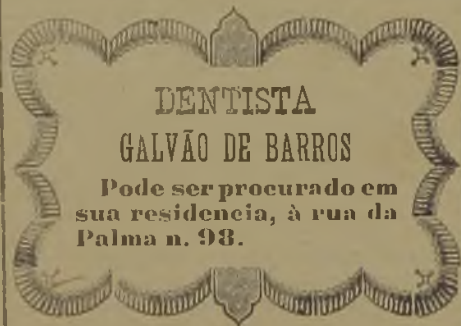 DENTISTA
GALVÃO DE BARROS
Pode ser procurado em
sua residencia, à rua da
Palma n. 98.